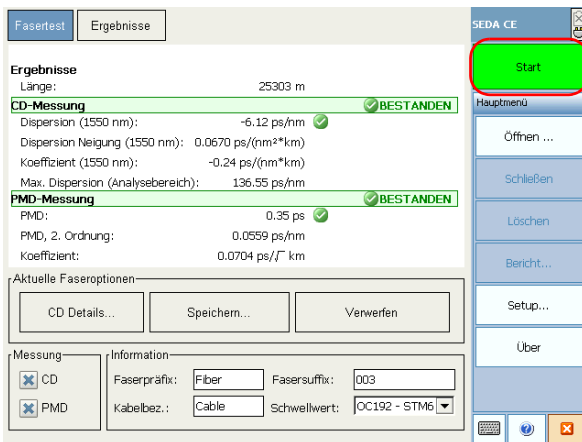 Fasertest Ergebnisse SEDA CE
Start
Ergebnisse
Länge: 25303 m
Hauptmenü
CD-Messung BESTANDEN
Dispersion (1550 nm): -6.12 ps/nm
Öffnen ...
Dispersion Neigung (1550 nm): 0.0670 ps/(nm²*km)
Koeffizient (1550 nm): -0.24 ps/(nm*km)
Schließen
Max. Dispersion (Analysebereich): 136.55 ps/nm
PMD-Messung BESTANDEN
PMD: 0.35 ps
Löschen
PMD, 2. Ordnung: 0.0559 ps/nm
Koeffizient: 0.0704 ps/√ km
Bericht...
Aktuelle Faseroptionen
CD Details... Speichern... Verwerfen
Setup...
Über
Messung Information
CD Faserpräfix: Fiber Fasersuffix: 003
PMD Kabelbez.: Cable Schwellwert: OC192 - STM6